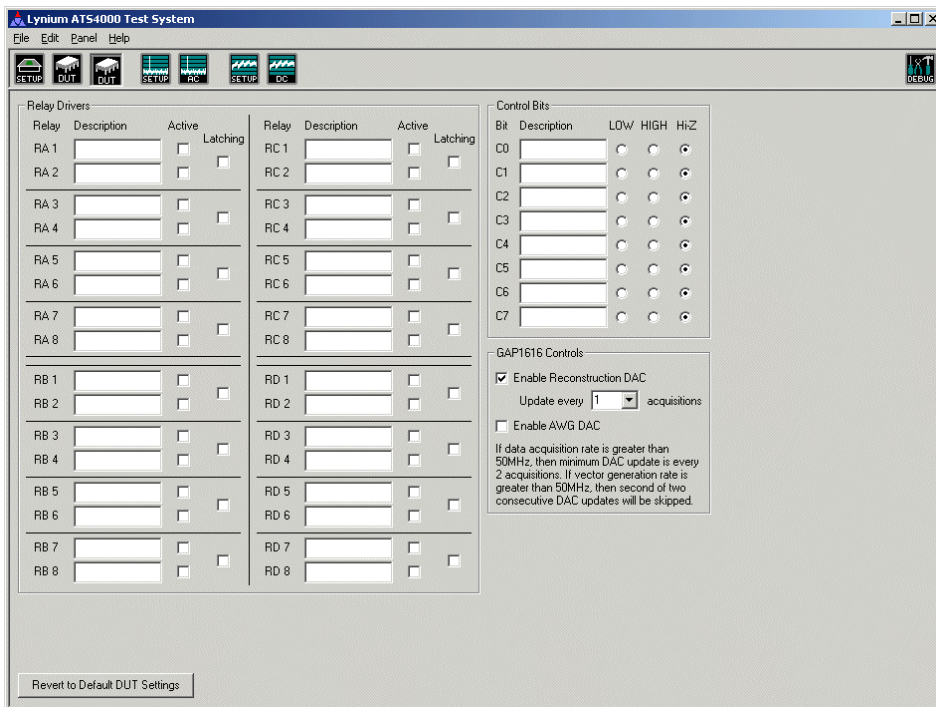 Lynium ATS4000 Test System
File Edit Panel Help
SETUP DUT DUT SETUP AC SETUP DC DEBUG
Relay Drivers
Relay Description Active Latching
RA 1
RA 2
RA 3
RA 4
RA 5
RA 6
RA 7
RA 8
RB 1
RB 2
RB 3
RB 4
RB 5
RB 6
RB 7
RB 8
Relay Description Active Latching
RC 1
RC 2
RC 3
RC 4
RC 5
RC 6
RC 7
RC 8
RD 1
RD 2
RD 3
RD 4
RD 5
RD 6
RD 7
RD 8
Control Bits
Bit Description LOW HIGH Hi-Z
C0
C1
C2
C3
C4
C5
C6
C7
GAP1616 Controls
Enable Reconstruction DAC
Update every 1 acquisitions
Enable AWG DAC
If data acquisition rate is greater than
50MHz, then minimum DAC update is every
2 acquisitions. If vector generation rate is
greater than 50MHz, then second of two
consecutive DAC updates will be skipped.
Revert to Default DUT Settings